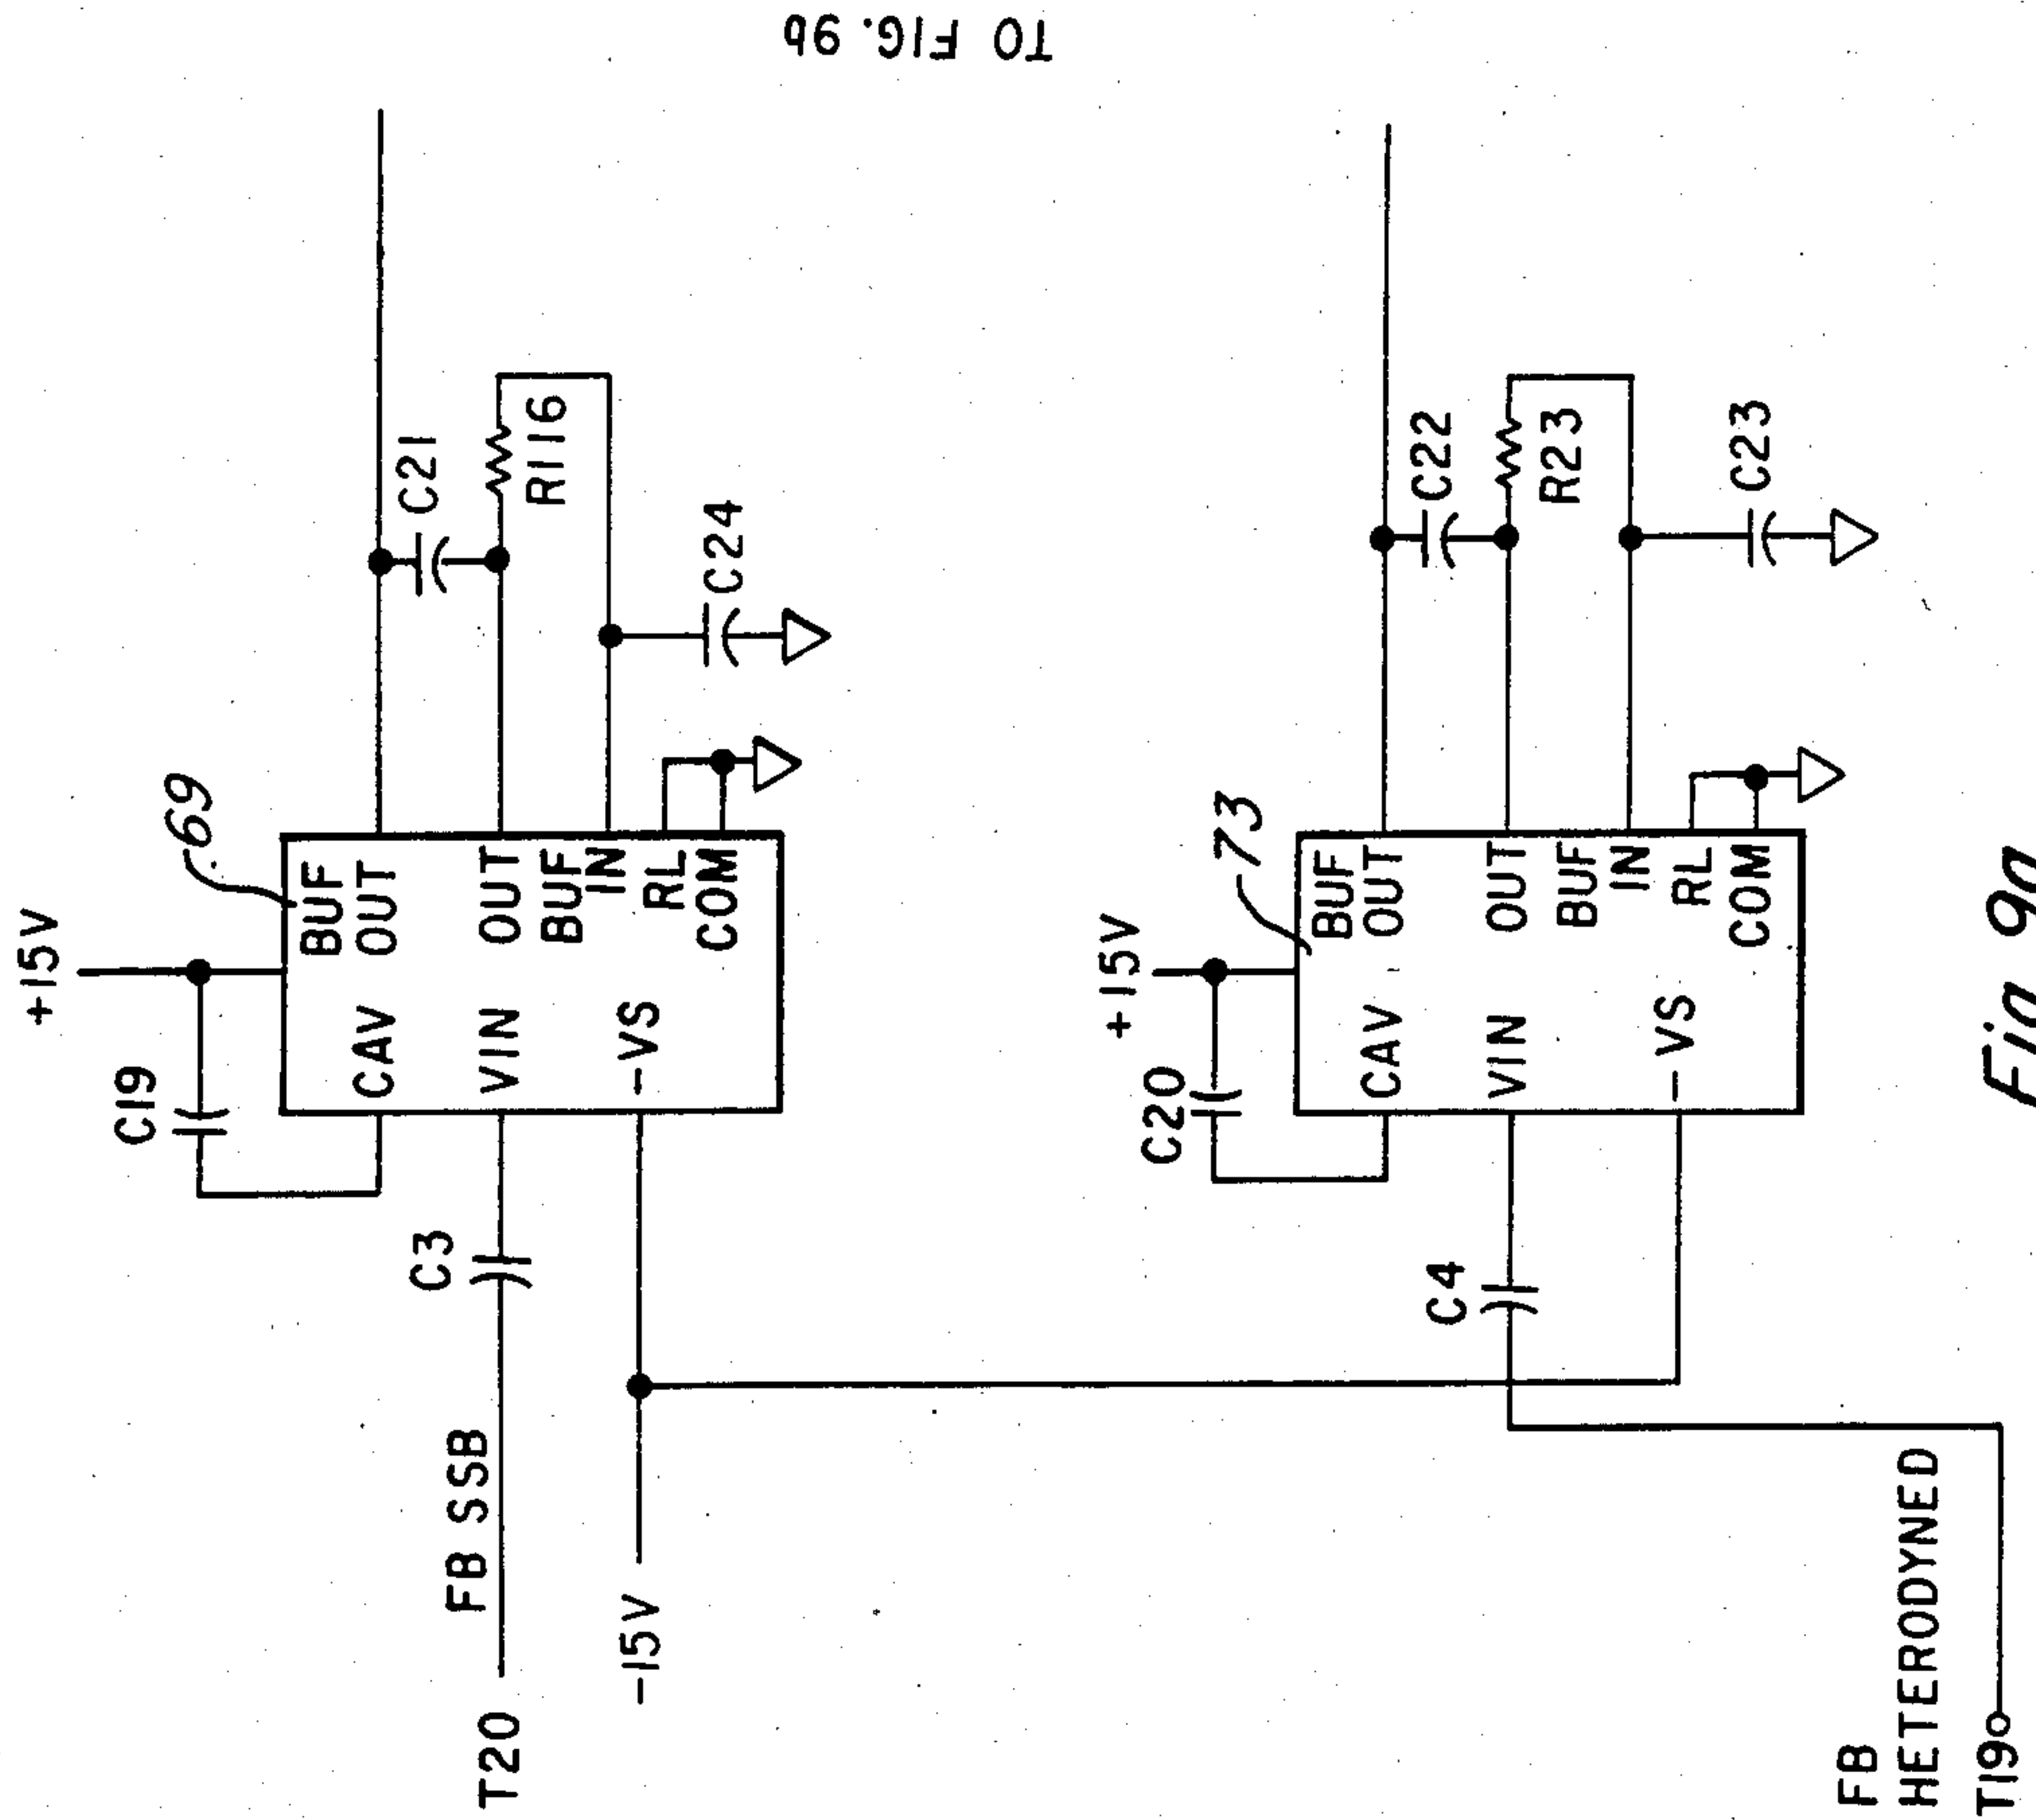 +15V
C19
69
BUF
OUT
CAV
OUT
VIN
BUF
IN
RL
-VS
COM
C21
R116
C24
C3
T20
FB SSB
-15V
TO FIG. 9b
+15V
C20
73
BUF
OUT
CAV
OUT
VIN
BUF
IN
RL
-VS
COM
C22
R23
C23
C4
FB
HETERODYNED
T19
Fig. 9a